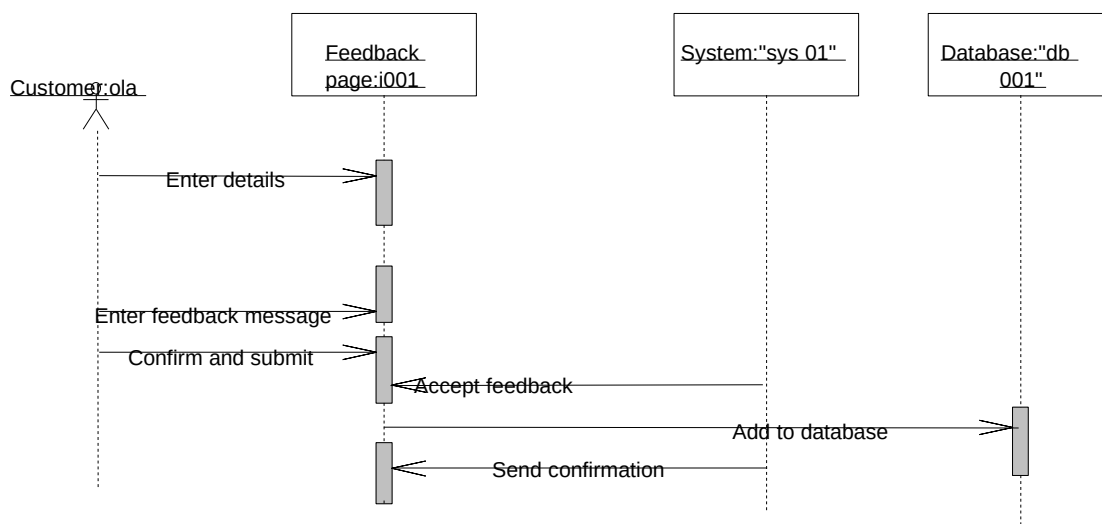 Feedback
page:i001
System:"sys 01"
Database:"db
001"
Customer:ola
Enter details
Enter feedback message
Confirm and submit
Accept feedback
Add to database
Send confirmation